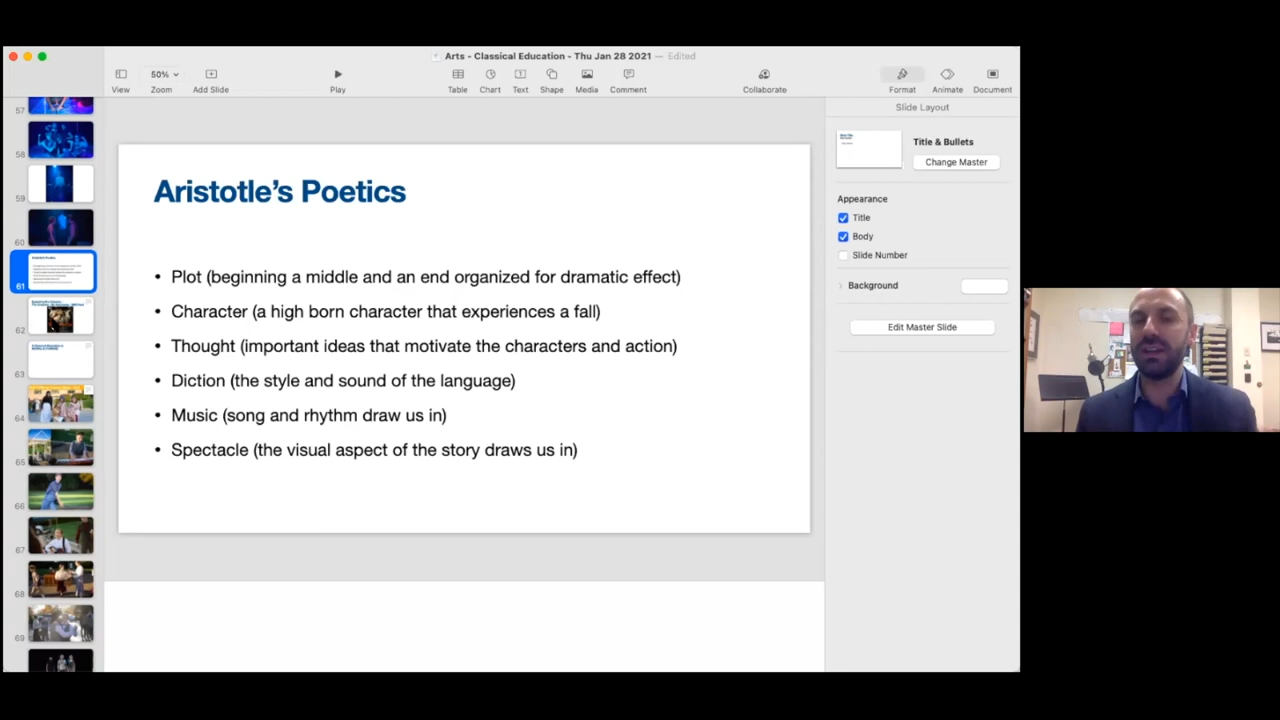 Arts - Classical Education - Thu Jan 28 2021 — Edited
50%
View
Zoom
Add Slide
Play
Table
Chart
Text
Shape
Media
Comment
Collaborate
Format
Animate
Document
57
58
59
60
61
62
63
64
65
66
67
68
69
Aristotle’s Poetics
• Plot (beginning a middle and an end organized for dramatic effect)
• Character (a high born character that experiences a fall)
• Thought (important ideas that motivate the characters and action)
• Diction (the style and sound of the language)
• Music (song and rhythm draw us in)
• Spectacle (the visual aspect of the story draws us in)
Slide Layout
Title & Bullets
Change Master
Appearance
Title
Body
Slide Number
Background
Edit Master Slide